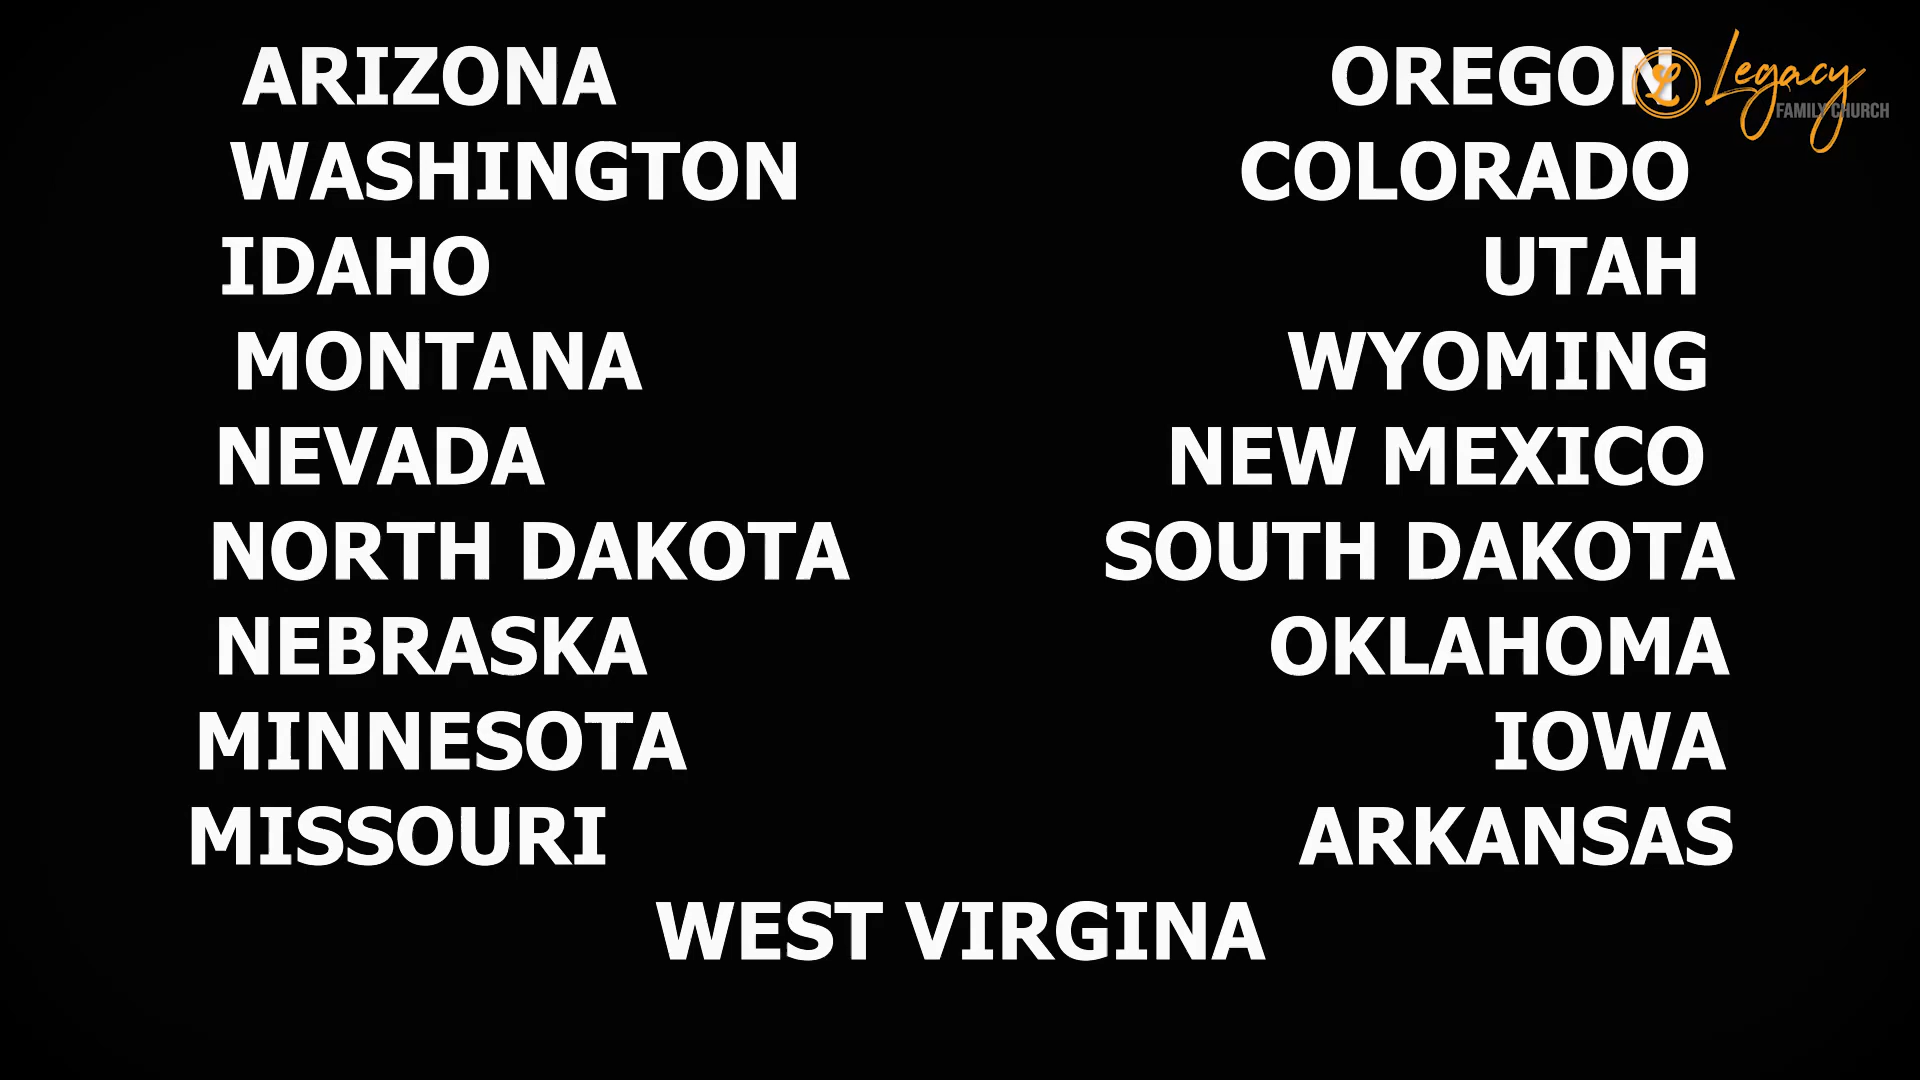 ARIZONA OREGON
WASHINGTON COLORADO
IDAHO UTAH
MONTANA WYOMING
NEVADA NEW MEXICO
NORTH DAKOTA SOUTH DAKOTA
NEBRASKA OKLAHOMA
MINNESOTA IOWA
MISSOURI ARKANSAS
WEST VIRGINA
L Legacy
FAMILY CHURCH